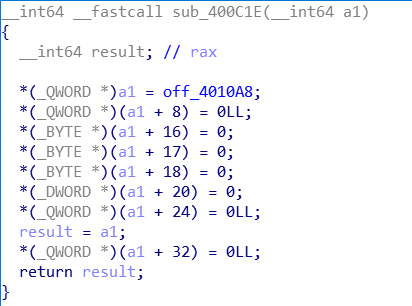 __int64 __fastcall sub_400C1E(__int64 a1)
{
  __int64 result; // rax

  *(_QWORD *)a1 = off_4010A8;
  *(_QWORD *)(a1 + 8) = 0LL;
  *(_BYTE *)(a1 + 16) = 0;
  *(_BYTE *)(a1 + 17) = 0;
  *(_BYTE *)(a1 + 18) = 0;
  *(_DWORD *)(a1 + 20) = 0;
  *(_QWORD *)(a1 + 24) = 0LL;
  result = a1;
  *(_QWORD *)(a1 + 32) = 0LL;
  return result;
}